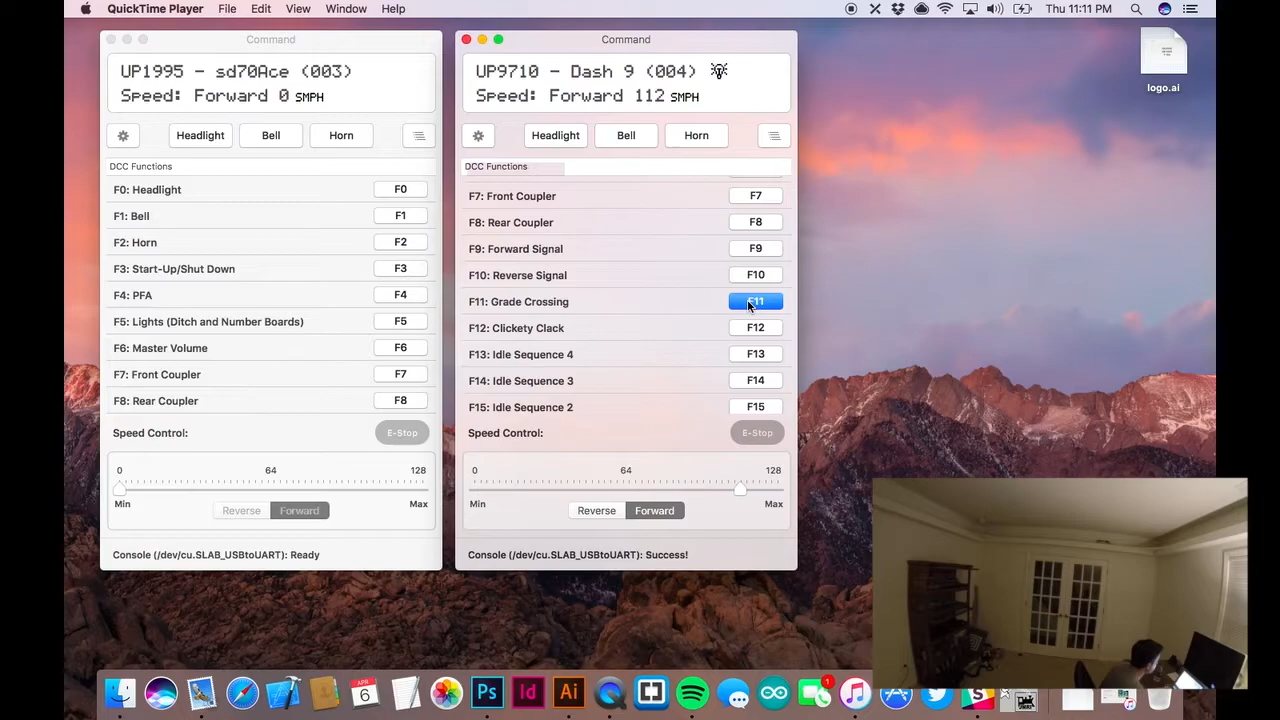 QuickTime Player File Edit View Window Help Thu 11:11 PM
logo.ai
Command
UP1995 - sd70Ace (003)
Speed: Forward 0 SMPH
Headlight Bell Horn
DCC Functions
F0: Headlight F0
F1: Bell F1
F2: Horn F2
F3: Start-Up/Shut Down F3
F4: PFA F4
F5: Lights (Ditch and Number Boards) F5
F6: Master Volume F6
F7: Front Coupler F7
F8: Rear Coupler F8
Speed Control: E-Stop
0 64 128
Min Max
Reverse Forward
Console (/dev/cu.SLAB_USBtoUART): Ready
Command
UP9710 - Dash 9 (004)
Speed: Forward 112 SMPH
Headlight Bell Horn
DCC Functions
F7: Front Coupler F7
F8: Rear Coupler F8
F9: Forward Signal F9
F10: Reverse Signal F10
F11: Grade Crossing F11
F12: Clickety Clack F12
F13: Idle Sequence 4 F13
F14: Idle Sequence 3 F14
F15: Idle Sequence 2 F15
Speed Control: E-Stop
0 64 128
Min Max
Reverse Forward
Console (/dev/cu.SLAB_USBtoUART): Success!
APR
6
Ps Id Ai
1